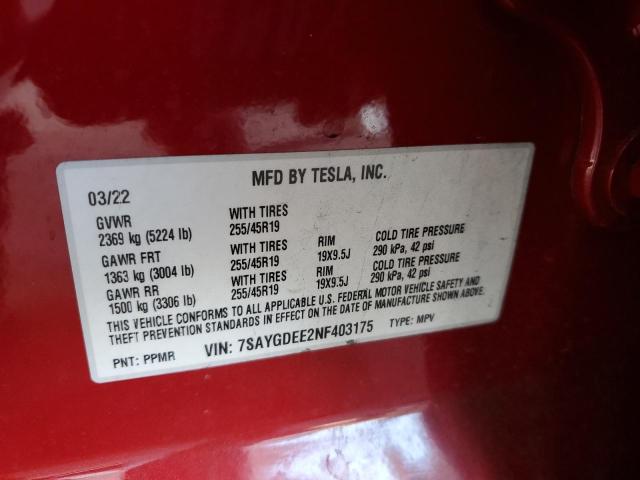 MFD BY TESLA, INC.
03/22
GVWR WITH TIRES
2369 kg (5224 lb) 255/45R19
GAWR FRT WITH TIRES RIM COLD TIRE PRESSURE
1363 kg (3004 lb) 255/45R19 19X9.5J 290 kPa, 42 psi
GAWR RR WITH TIRES RIM COLD TIRE PRESSURE
1500 kg (3306 lb) 255/45R19 19X9.5J 290 kPa, 42 psi
THIS VEHICLE CONFORMS TO ALL APPLICABLE U.S. FEDERAL MOTOR VEHICLE SAFETY AND
THEFT PREVENTION STANDARDS IN EFFECT ON THE DATE OF MANUFACTURE SHOWN ABOVE.
PNT: PPMR VIN: 7SAYGDEE2NF403175 TYPE: MPV